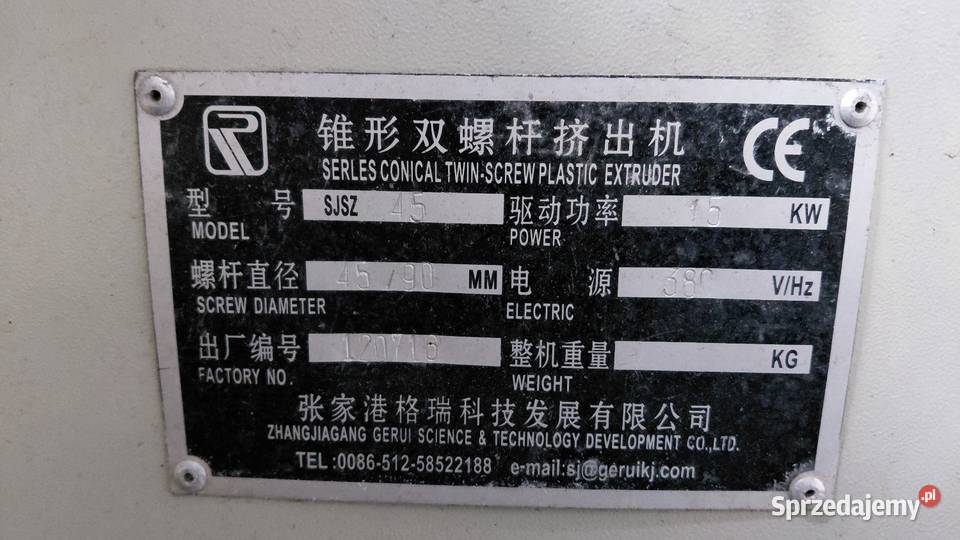 锥形双螺杆挤出机 CE
SERLES CONICAL TWIN-SCREW PLASTIC EXTRUDER
型号 SJSZ 45 驱动功率 15 KW
MODEL POWER
螺杆直径 45/90 MM 电源 380 V/Hz
SCREW DIAMETER ELECTRIC
出厂编号 120716 整机重量 KG
FACTORY NO. WEIGHT
张家港格瑞科技发展有限公司
ZHANGJIAGANG GERUI SCIENCE & TECHNOLOGY DEVELOPMENT CO.,LTD.
TEL:0086-512-58522188 e-mail:sj@geruikj.com
Sprzedajemy.pl